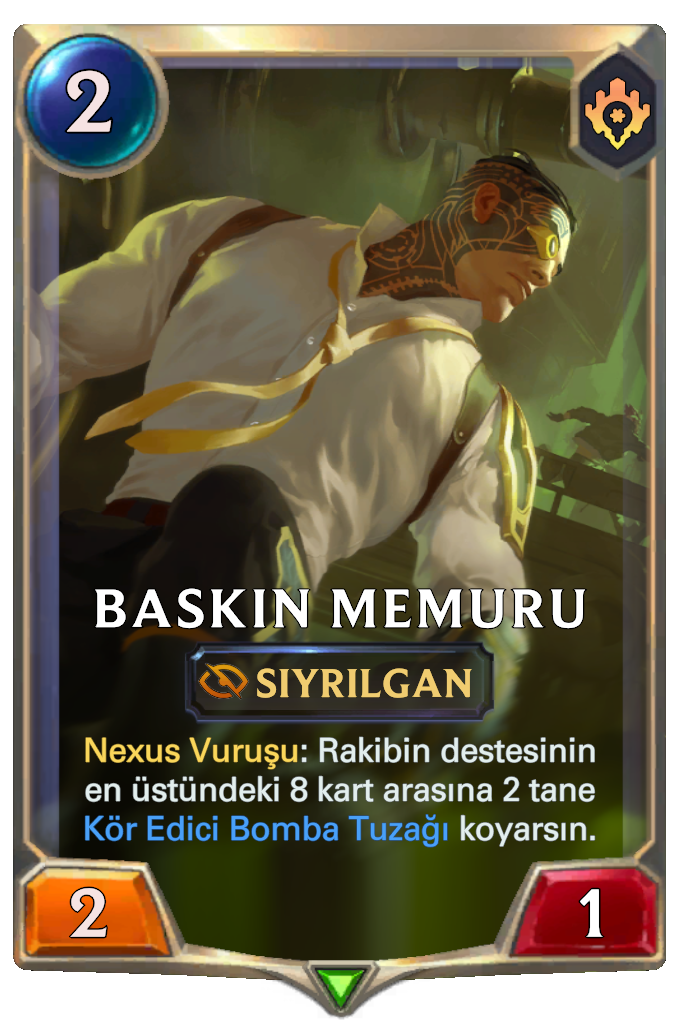 2
BASKIN MEMURU
SIYRILGAN
Nexus Vuruşu: Rakibin destesinin
en üstündeki 8 kart arasına 2 tane
Kör Edici Bomba Tuzağı koyarsın.
2
1